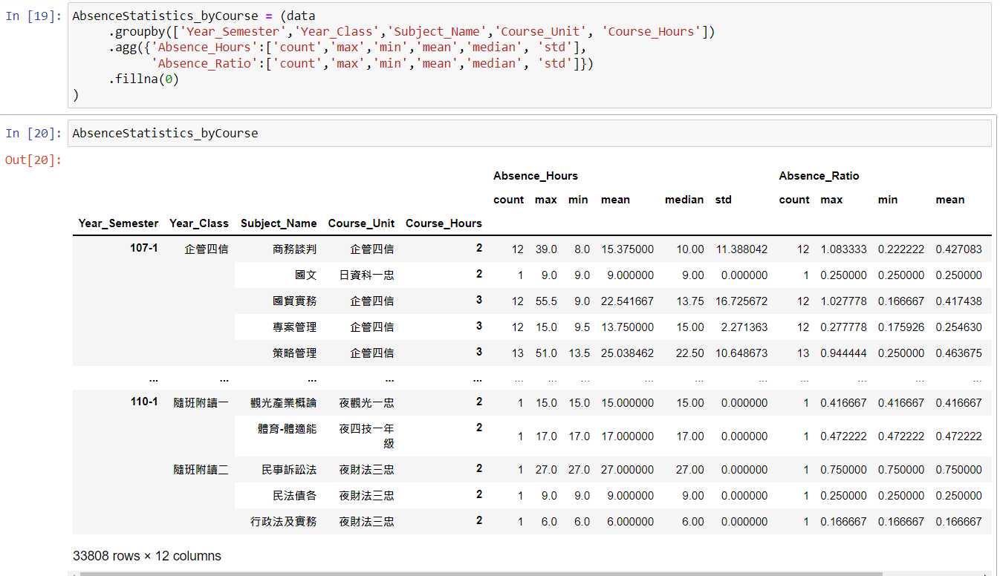 In [19]: AbsenceStatistics_byCourse = (data
.groupby(['Year_Semester','Year_Class','Subject_Name','Course_Unit', 'Course_Hours'])
.agg({'Absence_Hours':['count','max','min','mean','median', 'std'],
'Absence_Ratio':['count','max','min','mean','median', 'std']})
.fillna(0)
)
In [20]: AbsenceStatistics_byCourse
Out[20]:
Absence_Hours Absence_Ratio
count max min mean median std count max min mean
Year_Semester Year_Class Subject_Name Course_Unit Course_Hours
107-1 企管四信 商務談判 企管四信 2 12 39.0 8.0 15.375000 10.00 11.388042 12 1.083333 0.222222 0.427083
國文 日資科一忠 2 1 9.0 9.0 9.000000 9.00 0.000000 1 0.250000 0.250000 0.250000
國貿實務 企管四信 3 12 55.5 9.0 22.541667 13.75 16.725672 12 1.027778 0.166667 0.417438
專案管理 企管四信 3 12 15.0 9.5 13.750000 15.00 2.271363 12 0.277778 0.175926 0.254630
策略管理 企管四信 3 13 51.0 13.5 25.038462 22.50 10.648673 13 0.944444 0.250000 0.463675
... ... ... ... ... ... ... ... ... ... ... ... ... ... ...
110-1 隨班附讀一 觀光產業概論 夜觀光一忠 2 1 15.0 15.0 15.000000 15.00 0.000000 1 0.416667 0.416667 0.416667
體育-體適能 夜四技一年級 2 1 17.0 17.0 17.000000 17.00 0.000000 1 0.472222 0.472222 0.472222
隨班附讀二 民事訴訟法 夜財法三忠 2 1 27.0 27.0 27.000000 27.00 0.000000 1 0.750000 0.750000 0.750000
民法債各 夜財法三忠 2 1 9.0 9.0 9.000000 9.00 0.000000 1 0.250000 0.250000 0.250000
行政法及實務 夜財法三忠 2 1 6.0 6.0 6.000000 6.00 0.000000 1 0.166667 0.166667 0.166667
33808 rows × 12 columns